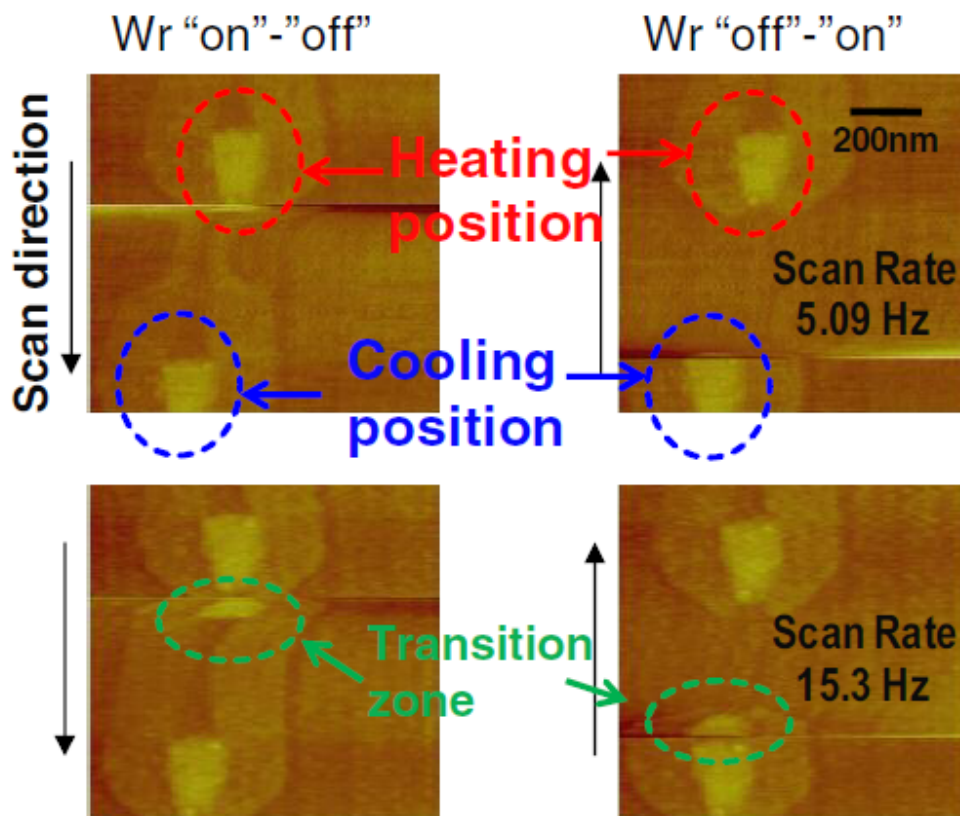 Wr “on”-”off”
Wr “off”-”on”
Scan direction
Heating
position
200nm
Scan Rate
5.09 Hz
Cooling
position
Transition
zone
Scan Rate
15.3 Hz